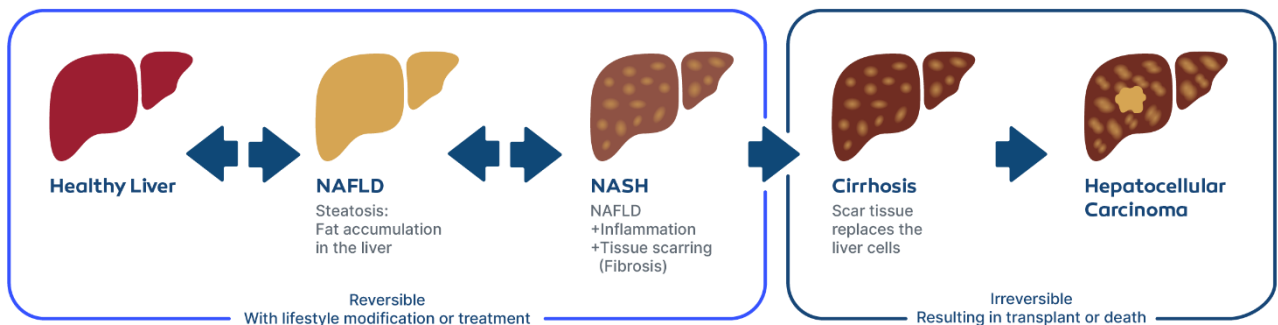 Healthy Liver
NAFLD
Steatosis:
Fat accumulation
in the liver
NASH
NAFLD
+Inflammation
+Tissue scarring
(Fibrosis)
Cirrhosis
Scar tissue
replaces the
liver cells
Hepatocellular
Carcinoma
Reversible
With lifestyle modification or treatment
Irreversible
Resulting in transplant or death